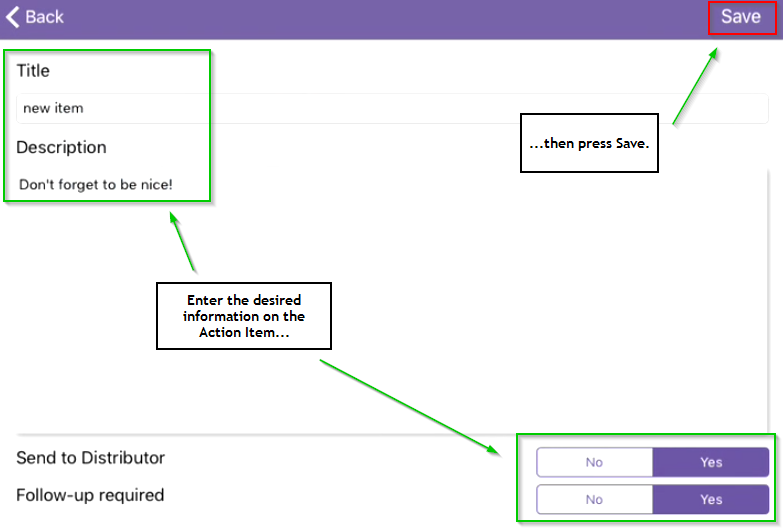 Back
Save
Title
new item
...then press Save.
Description
Don't forget to be nice!
Enter the desired
information on the
Action Item...
Send to Distributor
No Yes
Follow-up required
No Yes